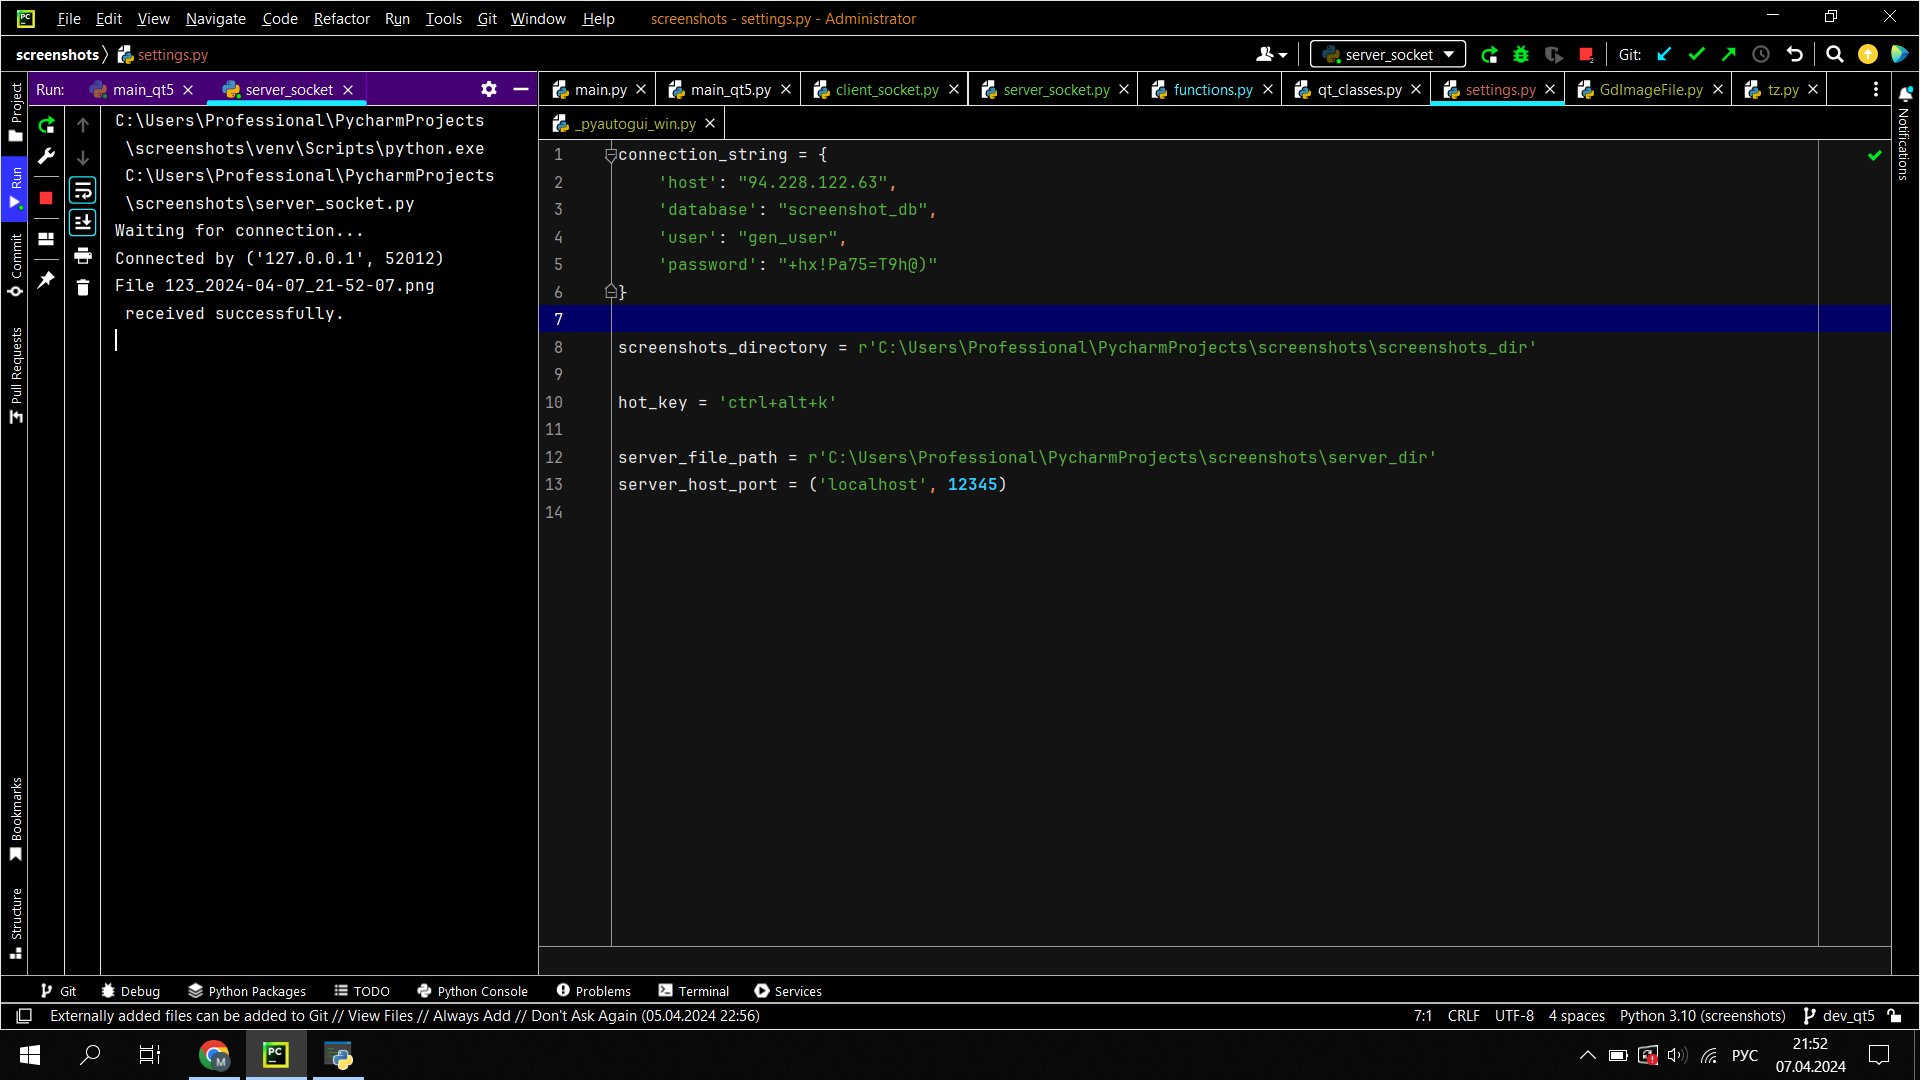 File Edit View Navigate Code Refactor Run Tools Git Window Help screenshots - settings.py - Administrator
screenshots settings.py server_socket Git:
Run: main_qt5 server_socket
main.py main_qt5.py client_socket.py server_socket.py functions.py qt_classes.py settings.py GdImageFile.py tz.py
_pyautogui_win.py
Project
Run
Commit
Pull Requests
Bookmarks
Structure
C:\Users\Professional\PycharmProjects
\screenshots\venv\Scripts\python.exe
C:\Users\Professional\PycharmProjects
\screenshots\server_socket.py
Waiting for connection...
Connected by ('127.0.0.1', 52012)
File 123_2024-04-07_21-52-07.png
received successfully.
1 connection_string = {
2 'host': "94.228.122.63",
3 'database': "screenshot_db",
4 'user': "gen_user",
5 'password': "+hx!Pa75=T9h@)"
6 }
7
8 screenshots_directory = r'C:\Users\Professional\PycharmProjects\screenshots\screenshots_dir'
9
10 hot_key = 'ctrl+alt+k'
11
12 server_file_path = r'C:\Users\Professional\PycharmProjects\screenshots\server_dir'
13 server_host_port = ('localhost', 12345)
14
Notifications
Git Debug Python Packages TODO Python Console Problems Terminal Services
Externally added files can be added to Git // View Files // Always Add // Don't Ask Again (05.04.2024 22:56) 7:1 CRLF UTF-8 4 spaces Python 3.10 (screenshots) dev_qt5
PC M РУС 21:52
07.04.2024